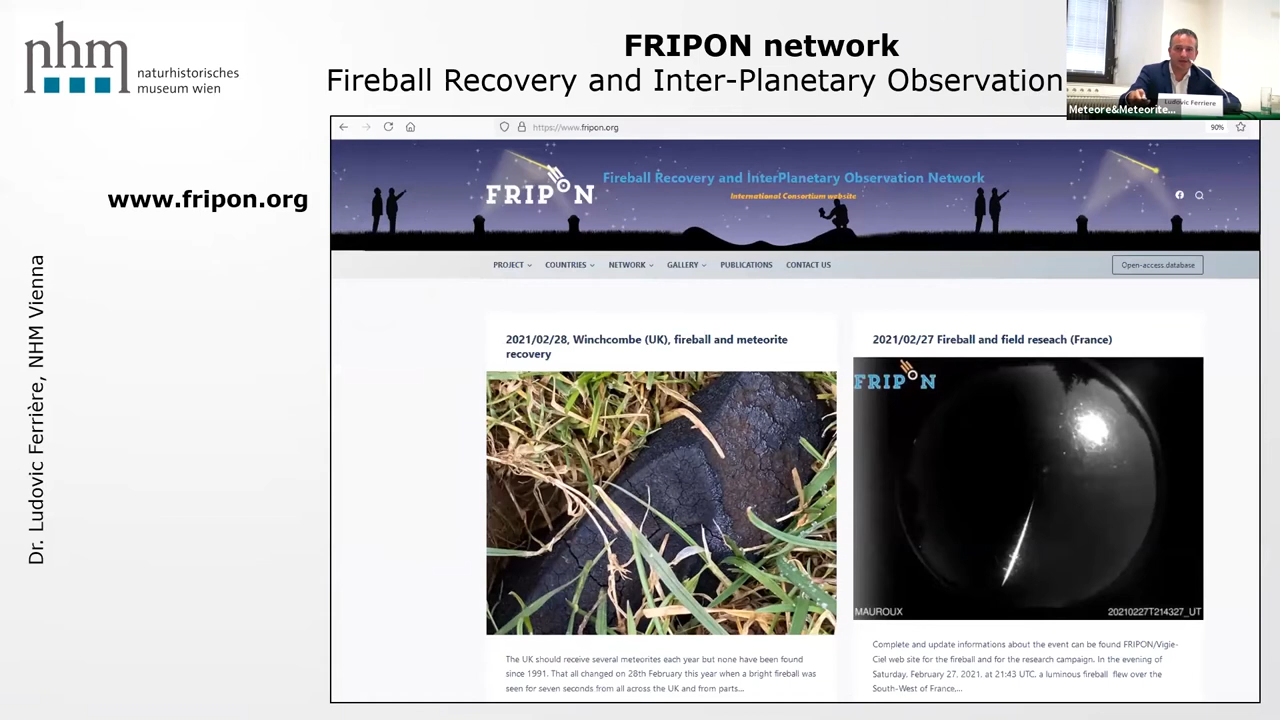 nhm
naturhistorisches
museum wien
FRIPON network
Fireball Recovery and Inter-Planetary Observation
Ludovic Ferriere
Meteore&Meteorite...
www.fripon.org
Dr. Ludovic Ferrière, NHM Vienna
https://www.fripon.org
90%
FRIPON
Fireball Recovery and InterPlanetary Observation Network
International Consortium website
PROJECT COUNTRIES NETWORK GALLERY PUBLICATIONS CONTACT US
Open-access database
2021/02/28, Winchcombe (UK), fireball and meteorite
recovery
The UK should receive several meteorites each year but none have been found
since 1991. That all changed on 28th February this year when a bright fireball was
seen for seven seconds from all across the UK and from parts...
2021/02/27 Fireball and field reseach (France)
FRIPON
MAUROUX
20210227T214327_UT
Complete and update informations about the event can be found FRIPON/Vigie-
Ciel web site for the fireball and for the research campaign. In the evening of
Saturday, February 27, 2021, at 21:43 UTC, a luminous fireball flew over the
South-West of France,...